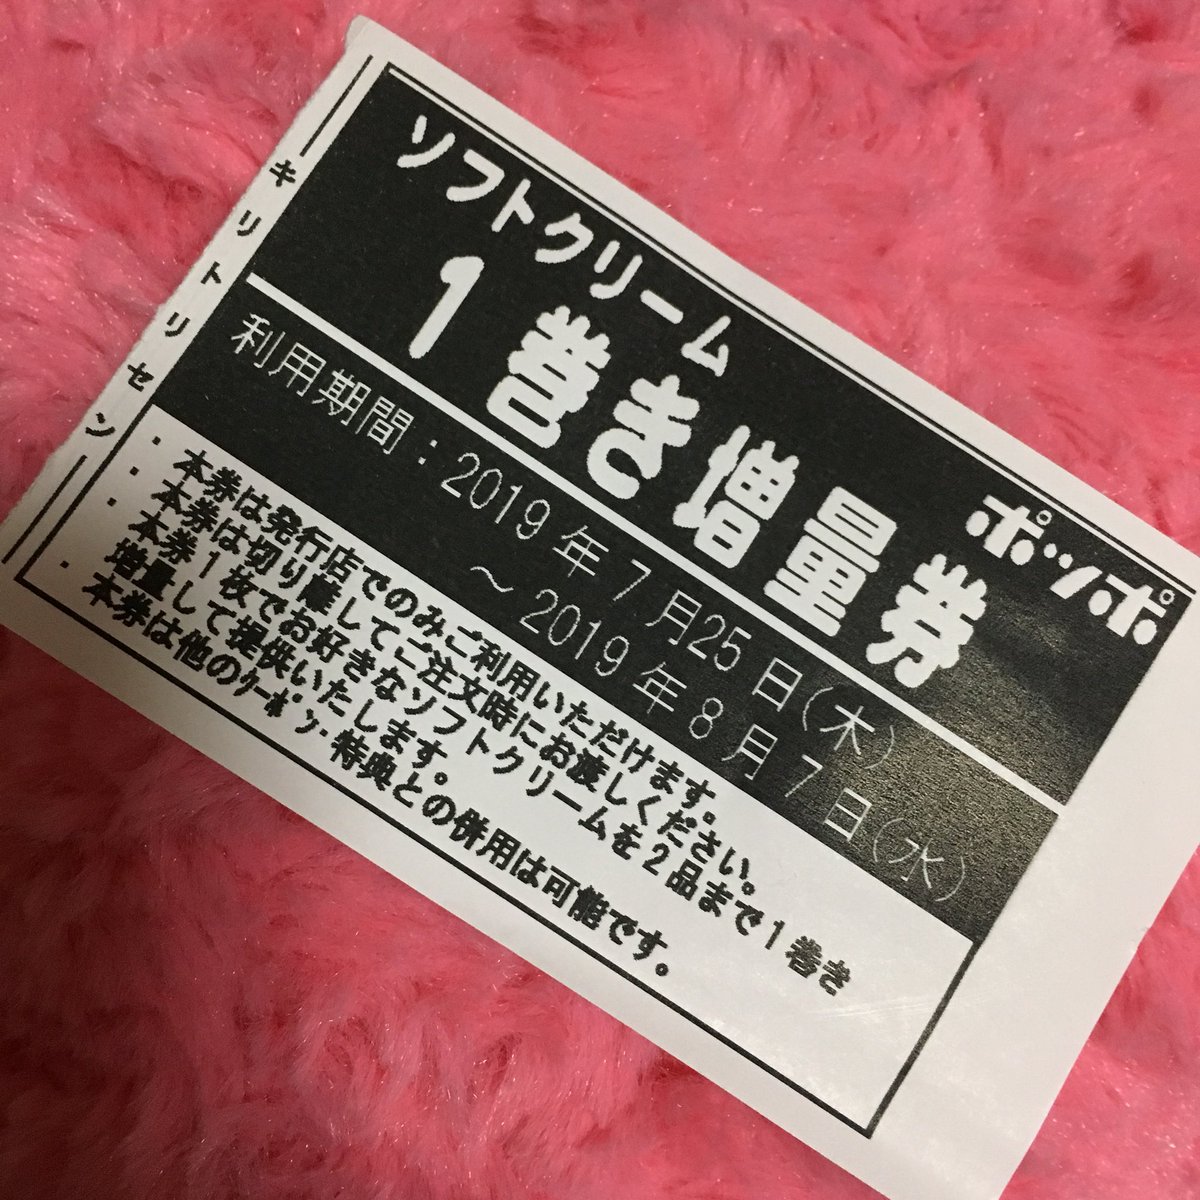 キリトリセン
ソフトクリーム
1巻き増量券 ポッポ
利用期間：2019年7月25日(木)
～2019年8月7日(水)
・本券は発行店でのみご利用いただけます。
・本券は切り離してご注文時にお渡しください。
・本券1枚でお好きなソフトクリームを2品まで1巻き
増量して提供いたします。
・本券は他のｸｰﾎﾟﾝ・特典との併用は可能です。